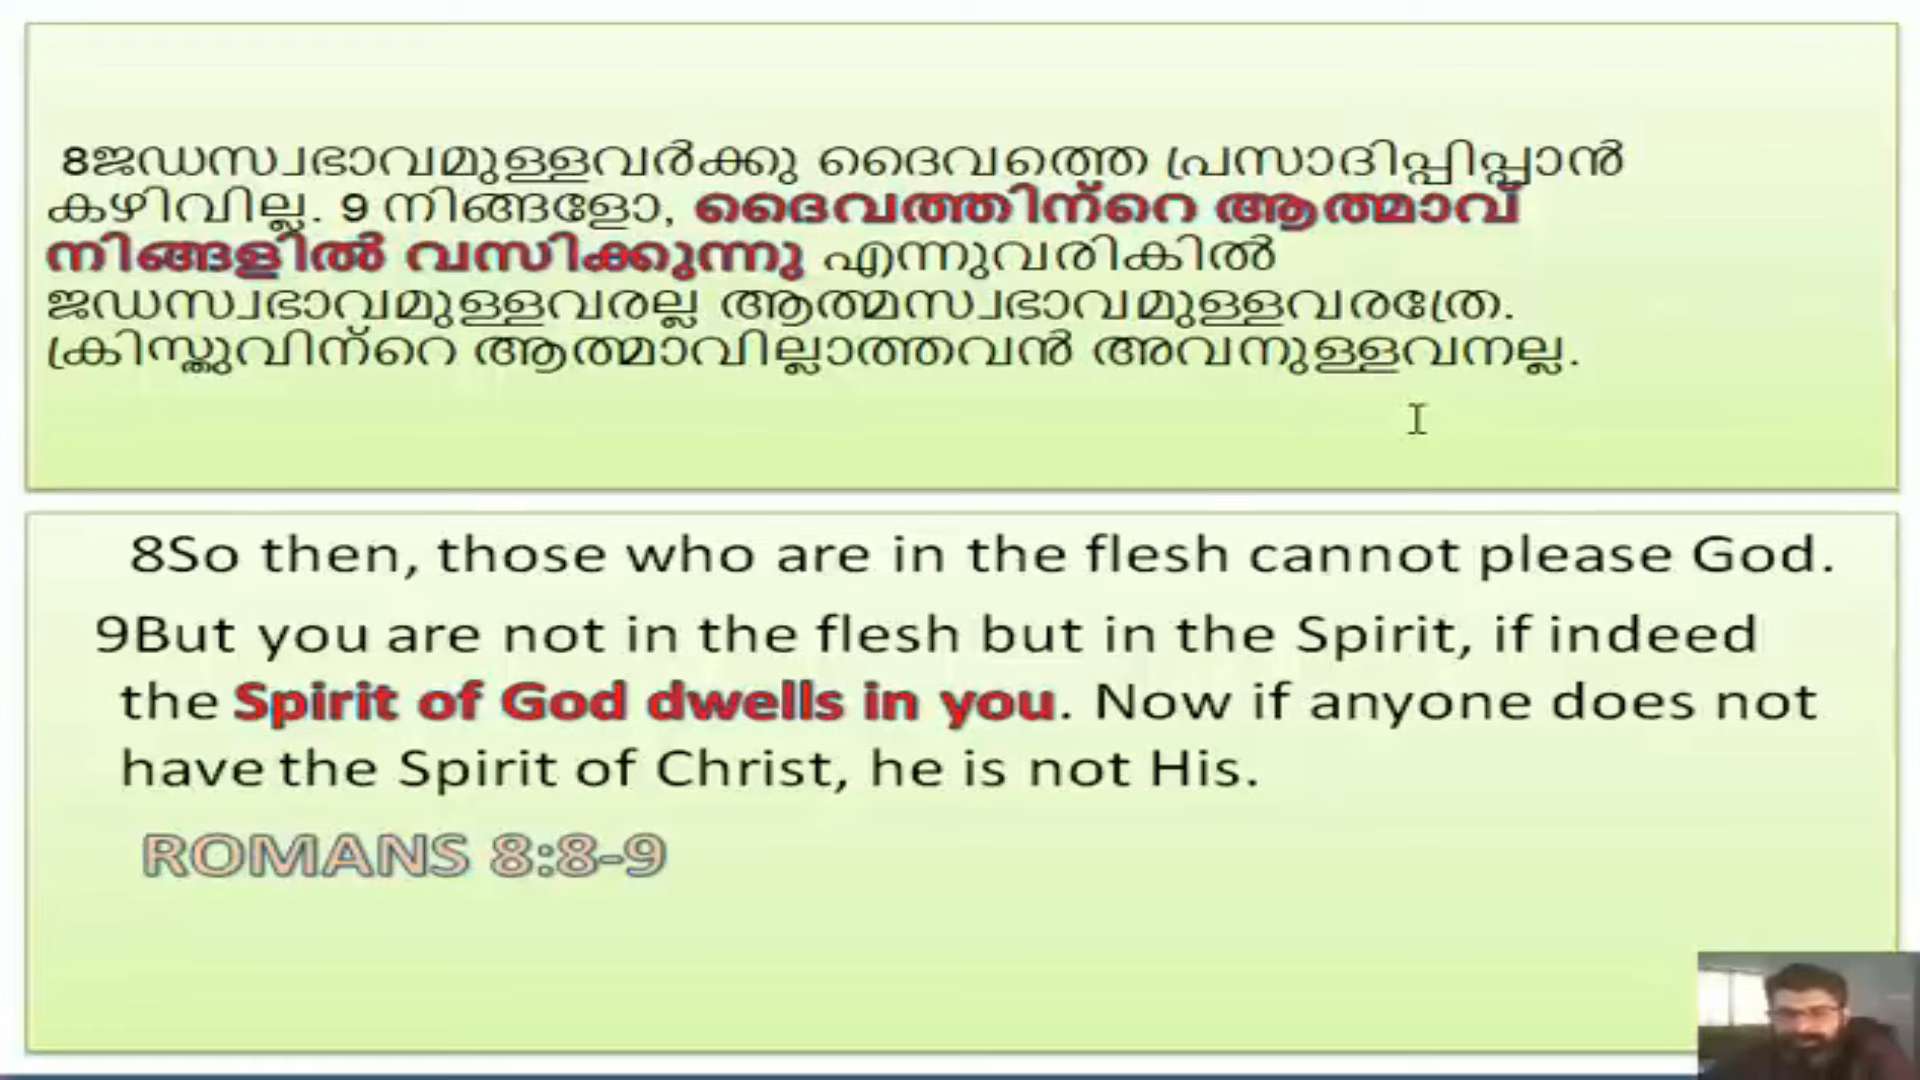 8ജഡസ്വഭാവമുള്ളവർക്കു ദൈവത്തെ പ്രസാദിപ്പിപ്പാൻ
കഴിവില്ല. 9 നിങ്ങളോ, ദൈവത്തിന്റെ ആത്മാവ്
നിങ്ങളിൽ വസിക്കുന്നു എന്നുവരികിൽ
ജഡസ്വഭാവമുള്ളവരല്ല ആത്മസ്വഭാവമുള്ളവരത്രേ.
ക്രിസ്തുവിന്റെ ആത്മാവില്ലാത്തവൻ അവനുള്ളവനല്ല.
8So then, those who are in the flesh cannot please God.
9But you are not in the flesh but in the Spirit, if indeed
the Spirit of God dwells in you. Now if anyone does not
have the Spirit of Christ, he is not His.
ROMANS 8:8-9